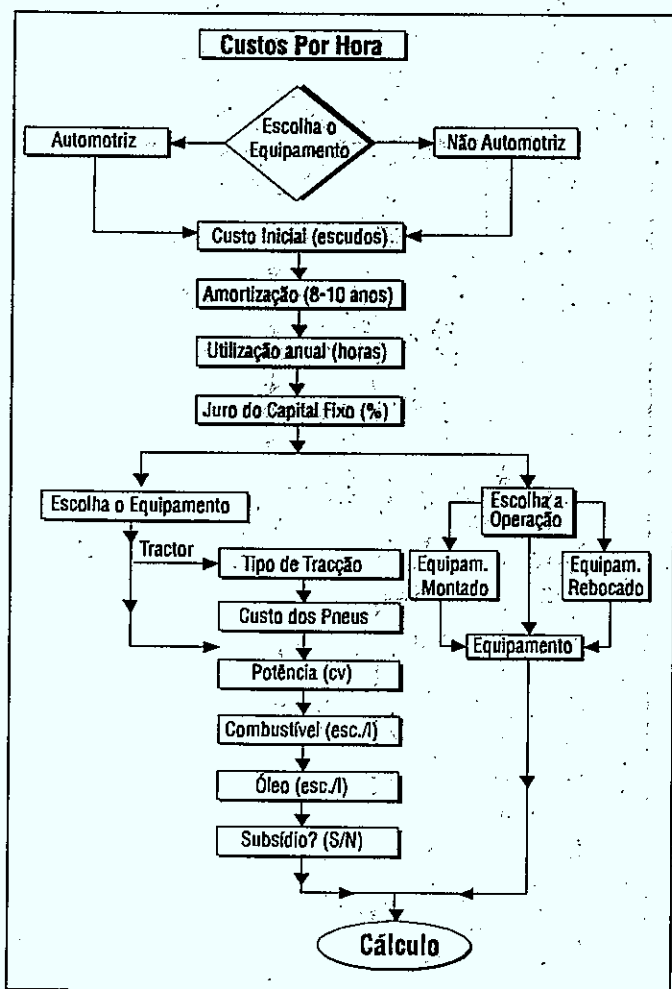 Custos Por Hora
Escolha o
Equipamento
Automotriz
Não Automotriz
Custo Inicial (escudos)
Amortização (8-10 anos)
Utilização anual (horas)
Juro do Capital Fixo (%)
Escolha o Equipamento
Escolha a
Operação
Tractor
Tipo de Tracção
Equipam.
Montado
Equipam.
Rebocado
Custo dos Pneus
Equipamento
Potência (cv)
Combustível (esc./l)
Óleo (esc./l)
Subsídio? (S/N)
Cálculo